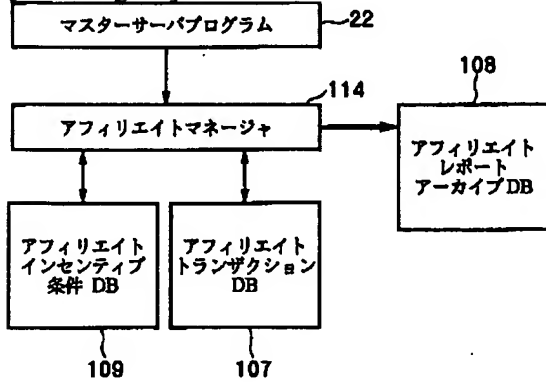 マスターサーバプログラム
22
114
アフィリエイトマネージャ
108
アフィリエイト
レポート
アーカイブDB
アフィリエイト
インセンティブ
条件 DB
アフィリエイト
トランザクション
DB
109
107